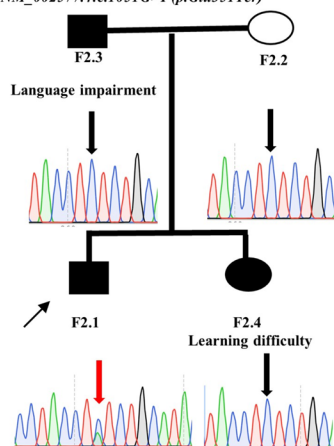 F2.3
F2.2
Language impairment
F2.1
F2.4
Learning difficulty